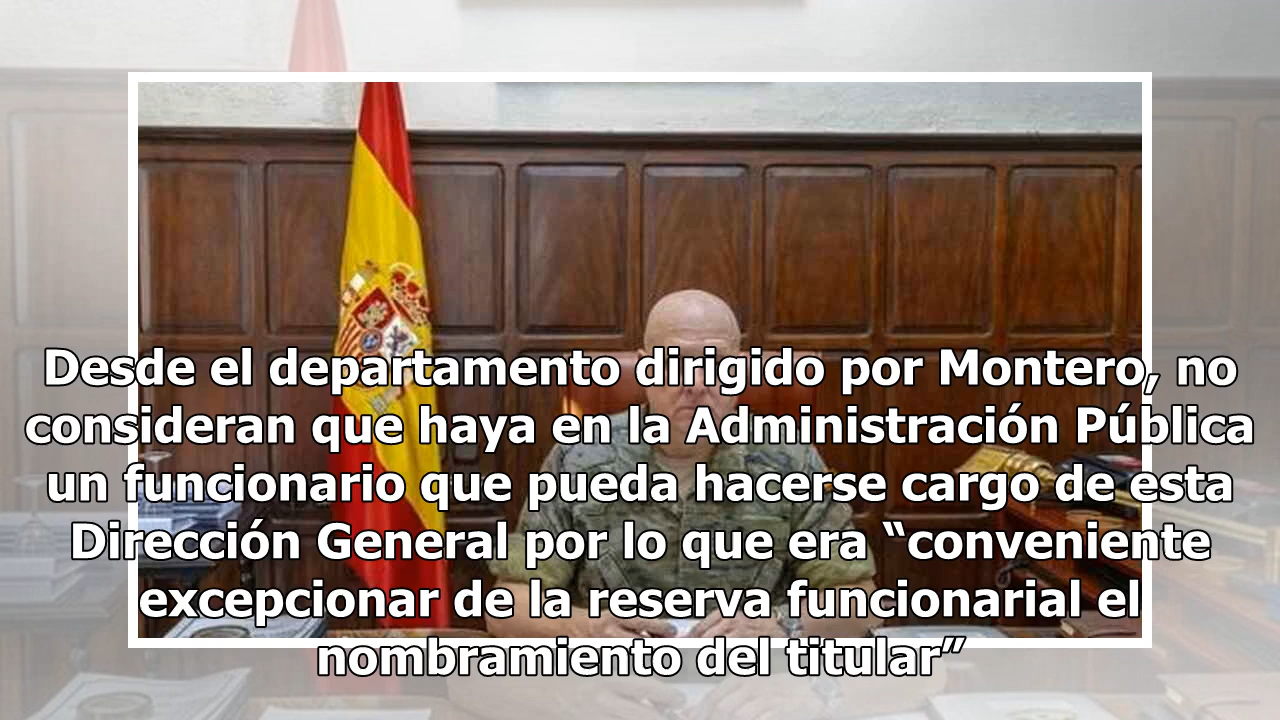 Desde el departamento dirigido por Montero, no
consideran que haya en la Administración Pública
un funcionario que pueda hacerse cargo de esta
Dirección General por lo que era “conveniente
excepcionar de la reserva funcionarial el
nombramiento del titular”